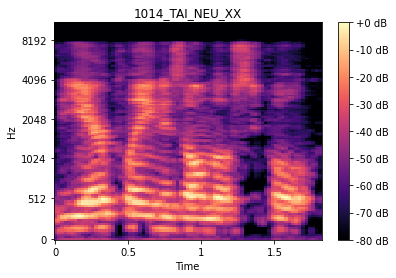 1014_TAI_NEU_XX
+0 dB
8192
-10 dB
4096
-20 dB
-30 dB
2048
Hz
-40 dB
1024
-50 dB
512
-60 dB
-70 dB
0
-80 dB
0 0.5 1 1.5
Time